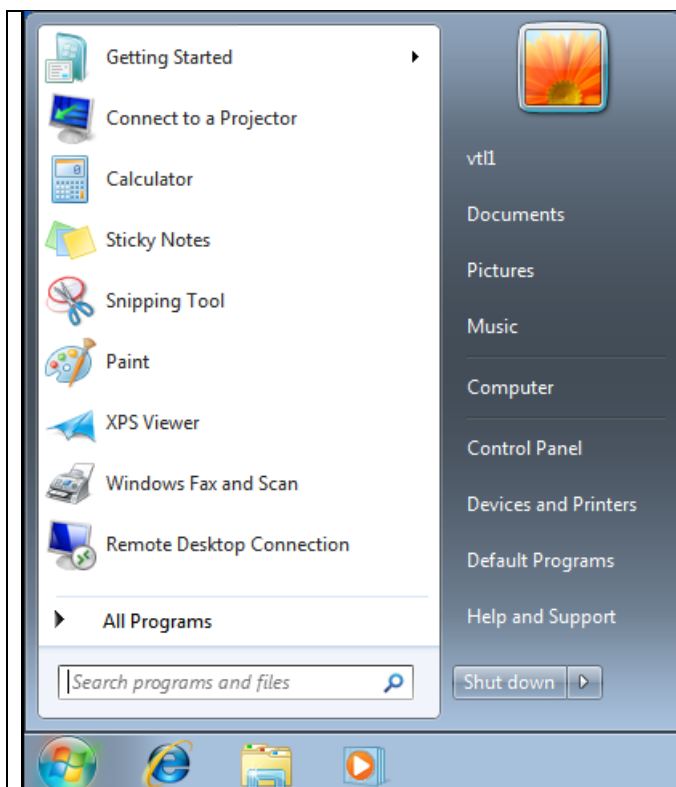 Getting Started
Connect to a Projector
Calculator
Sticky Notes
Snipping Tool
Paint
XPS Viewer
Windows Fax and Scan
Remote Desktop Connection
All Programs
Search programs and files
vtl1
Documents
Pictures
Music
Computer
Control Panel
Devices and Printers
Default Programs
Help and Support
Shut down